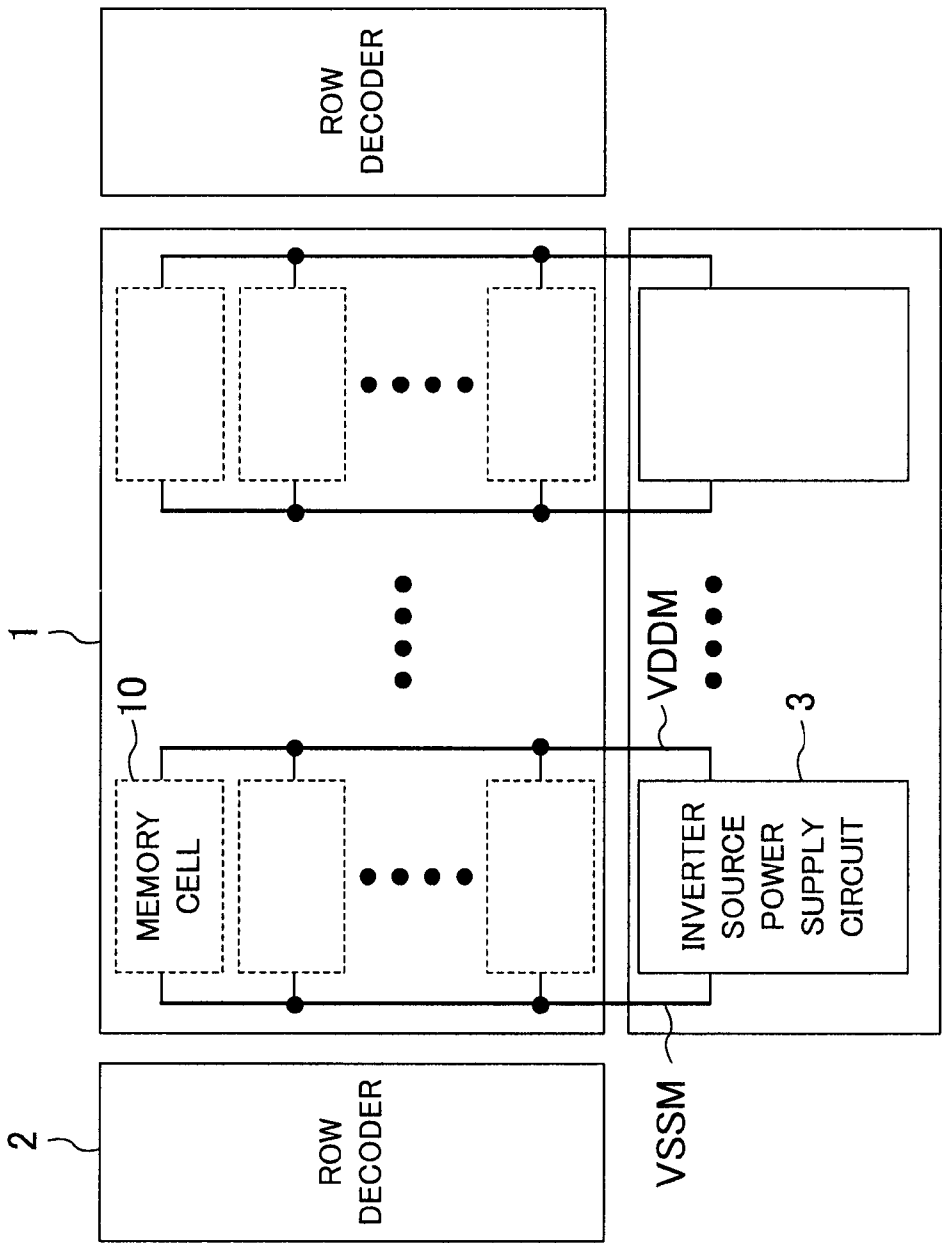 1
2
10
ROW
DECODER
MEMORY
CELL
ROW
DECODER
VSSM
VDDM
3
INVERTER
SOURCE
POWER
SUPPLY
CIRCUIT